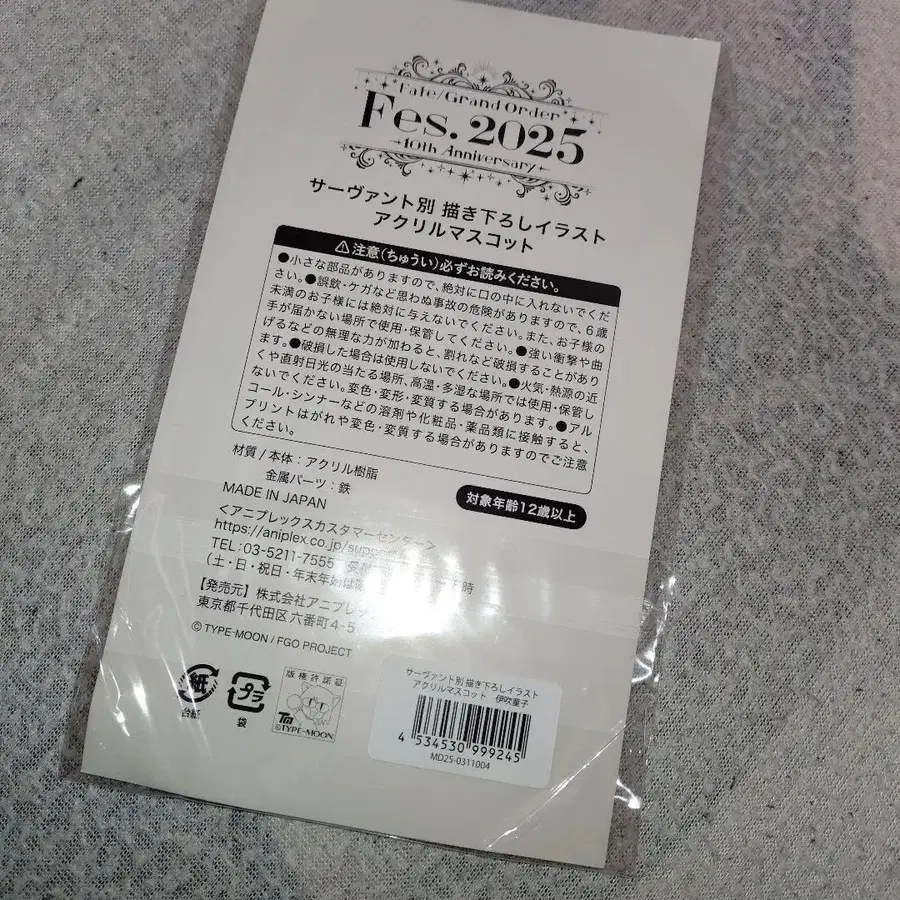 Fate/Grand Order
Fes. 2025
10th Anniversary
サーヴァント別 描き下ろしイラスト
アクリルマスコット
⚠注意(ちゅうい)必ずお読みください。
●小さな部品がありますので、絶対に口の中に入れないでくだ
さい。●誤飲・ケガなど思わぬ事故の危険がありますので、6歳
未満のお子様には絶対に与えないでください。また、お子様の
手が届かない場所で使用・保管してください。●強い衝撃や曲
げるなどの無理な力が加わると、割れなど破損することがあり
ます。●破損した場合は使用しないでください。●火気・熱源の近
くや直射日光の当たる場所、高温・多湿な場所では使用・保管し
ないでください。変色・変形・変質する場合があります。●アル
コール・シンナーなどの溶剤や化粧品・薬品類に接触すると、
プリントはがれや変色・変質する場合がありますのでご注意
ください。
材質/本体:アクリル樹脂
金属パーツ:鉄
対象年齢12歳以上
MADE IN JAPAN
<アニプレックスカスタマーセンター>
https://aniplex.co.jp/support
TEL:03-5211-7555 受付 時
(土・日・祝日・年末年始は
【発売元】株式会社アニプレックス
東京都千代田区六番町4-5
© TYPE-MOON / FGO PROJECT
紙
台紙
プラ
袋
版権許諾証
TM
©TYPE-MOON
サーヴァント別 描き下ろしイラスト
アクリルマスコット 伊吹童子
4 534530 999245
MD25-0311004